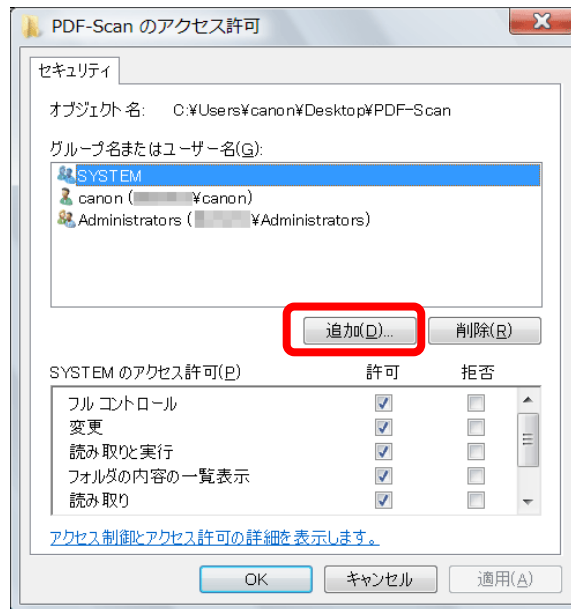 PDF-Scan のアクセス許可
セキュリティ
オブジェクト名: C:¥Users¥canon¥Desktop¥PDF-Scan
グループ名またはユーザー名(G):
SYSTEM
canon (¥canon)
Administrators (¥Administrators)
追加(D)... 削除(R)
SYSTEM のアクセス許可(P) 許可 拒否
フル コントロール
変更
読み取りと実行
フォルダの内容の一覧表示
読み取り
アクセス制御とアクセス許可の詳細を表示します。
OK キャンセル 適用(A)